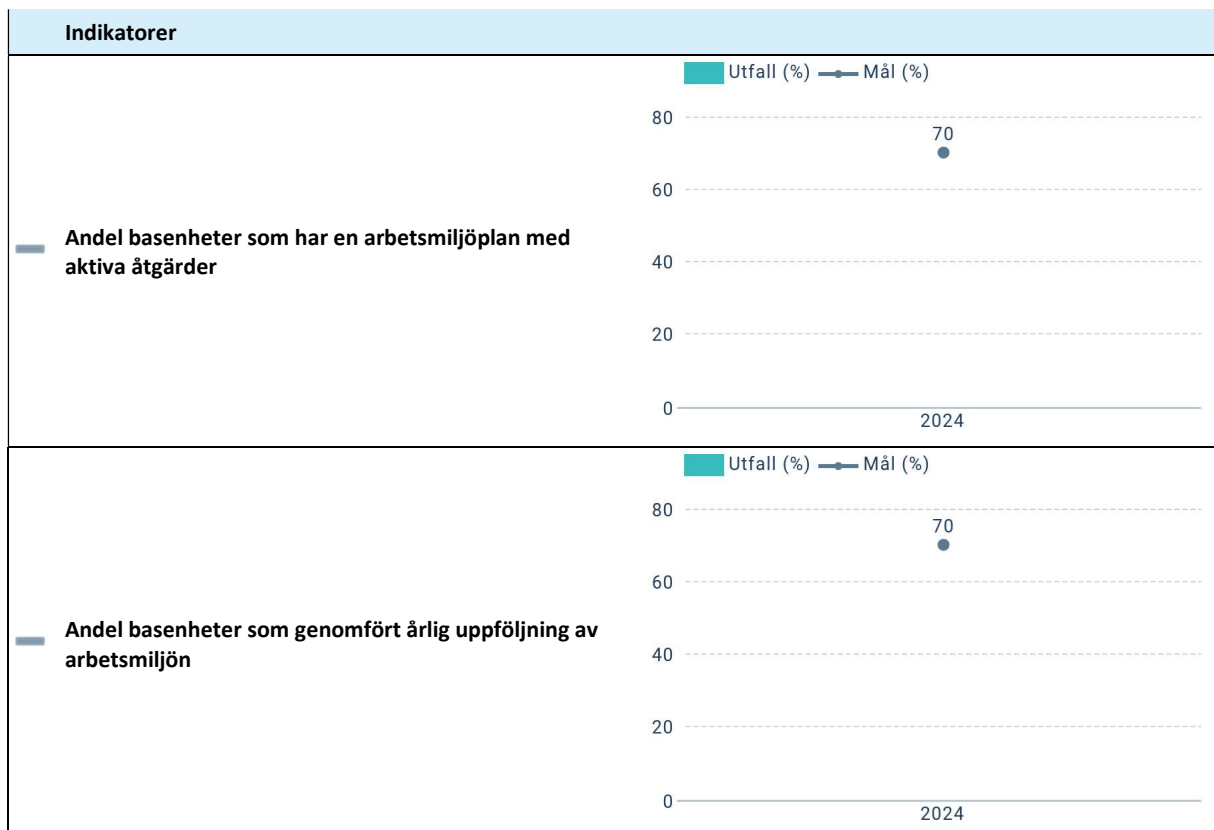 Indikatorer
Utfall (%) Mål (%)
80
70
60
Andel basenheter som har en arbetsmiljöplan med
aktiva åtgärder
40
20
0
2024
Utfall (%) Mål (%)
80
70
60
Andel basenheter som genomfört årlig uppföljning av
arbetsmiljön
40
20
0
2024